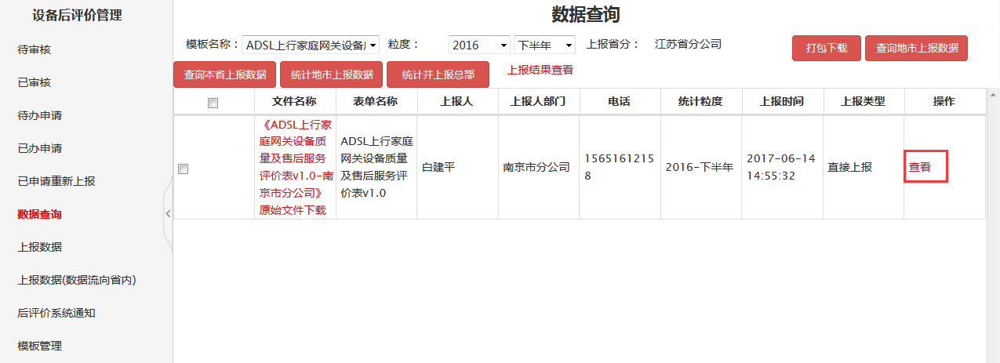 设备后评价管理
待审核
已审核
待办申请
已办申请
已申请重新上报
数据查询
上报数据
上报数据(数据流向省内)
后评价系统通知
模板管理
数据查询
模板名称： ADSL上行家庭网关设备 粒度： 2016 下半年 上报省分： 江苏省分公司 打包下载 查询地市上报数据
查询本省上报数据 统计地市上报数据 统计并上报总部 上报结果查看
文件名称 表单名称 上报人 上报人部门 电话 统计粒度 上报时间 上报类型 操作
《ADSL上行家
庭网关设备质
量及售后服务
评价表v1.0-南
京市分公司》
原始文件下载
ADSL上行家庭
网关设备质量
及售后服务评
价表v1.0
白建平
南京市分公司
1565161215
8
2016-下半年
2017-06-14
14:55:32
直接上报
查看